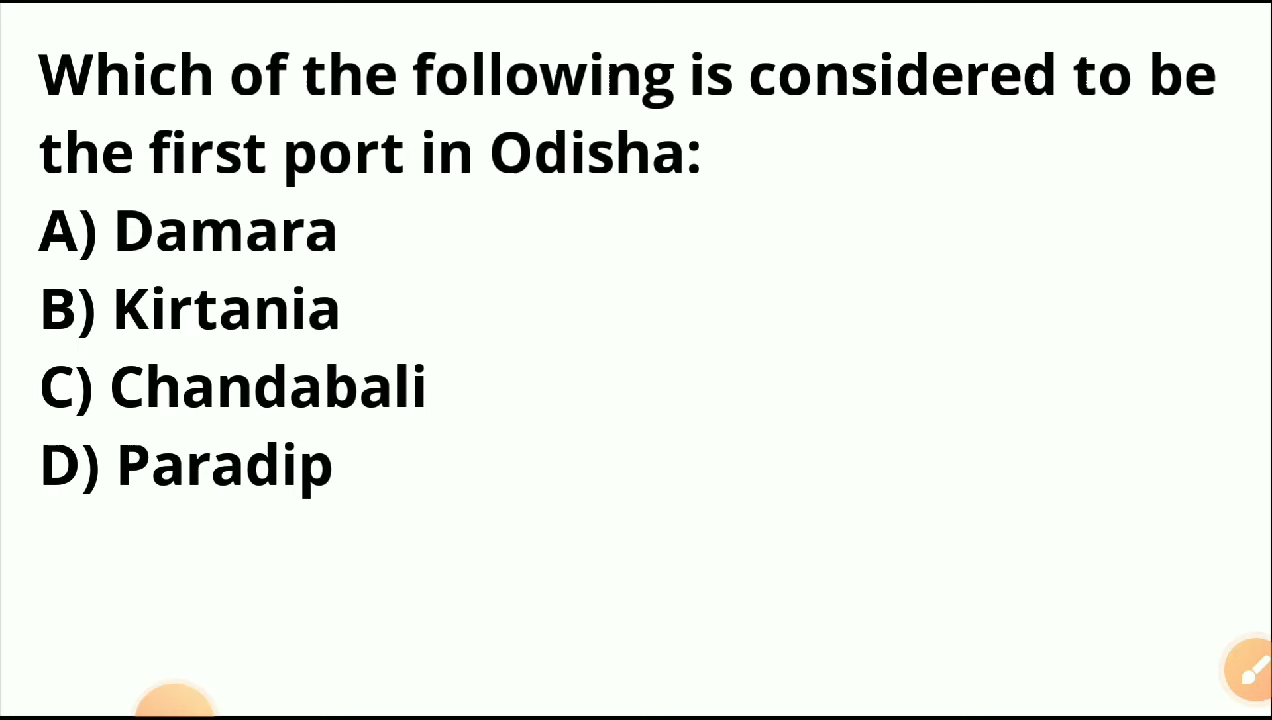 Which of the following is considered to be
the first port in Odisha:
A) Damara
B) Kirtania
C) Chandabali
D) Paradip